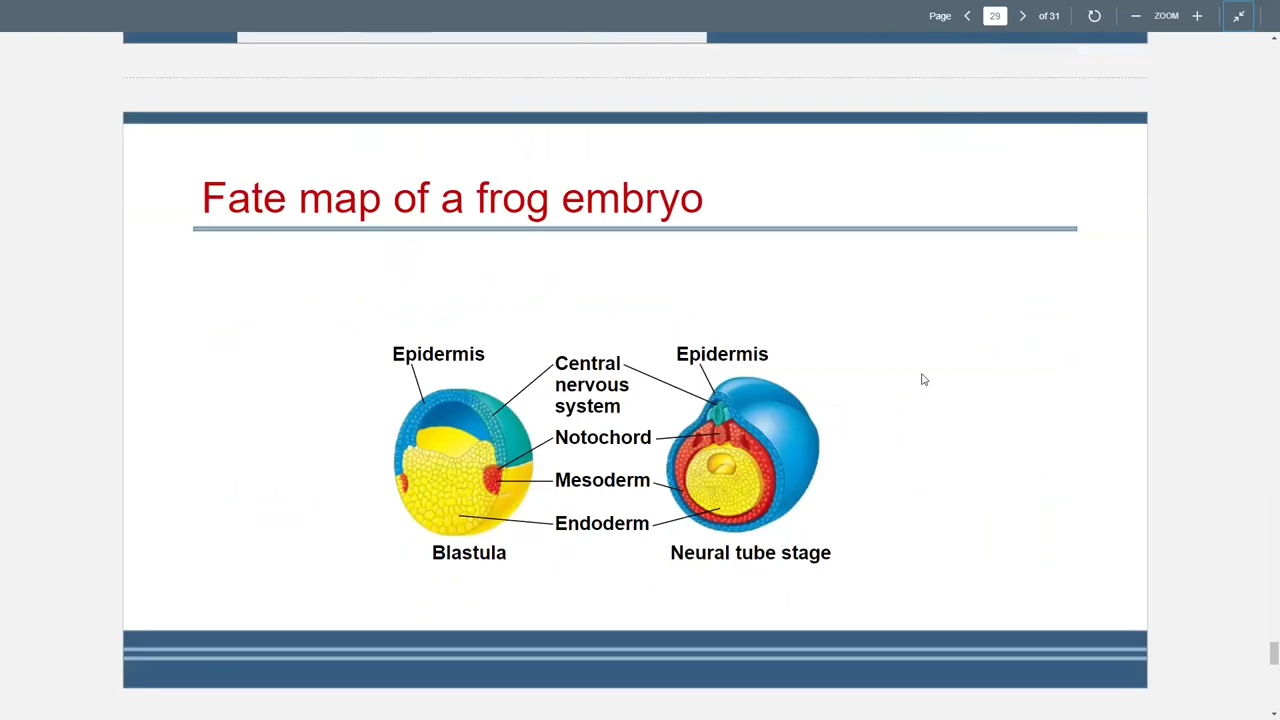 Page 29 of 31 ZOOM
Fate map of a frog embryo
Epidermis
Central
nervous
system
Epidermis
Notochord
Mesoderm
Endoderm
Blastula
Neural tube stage